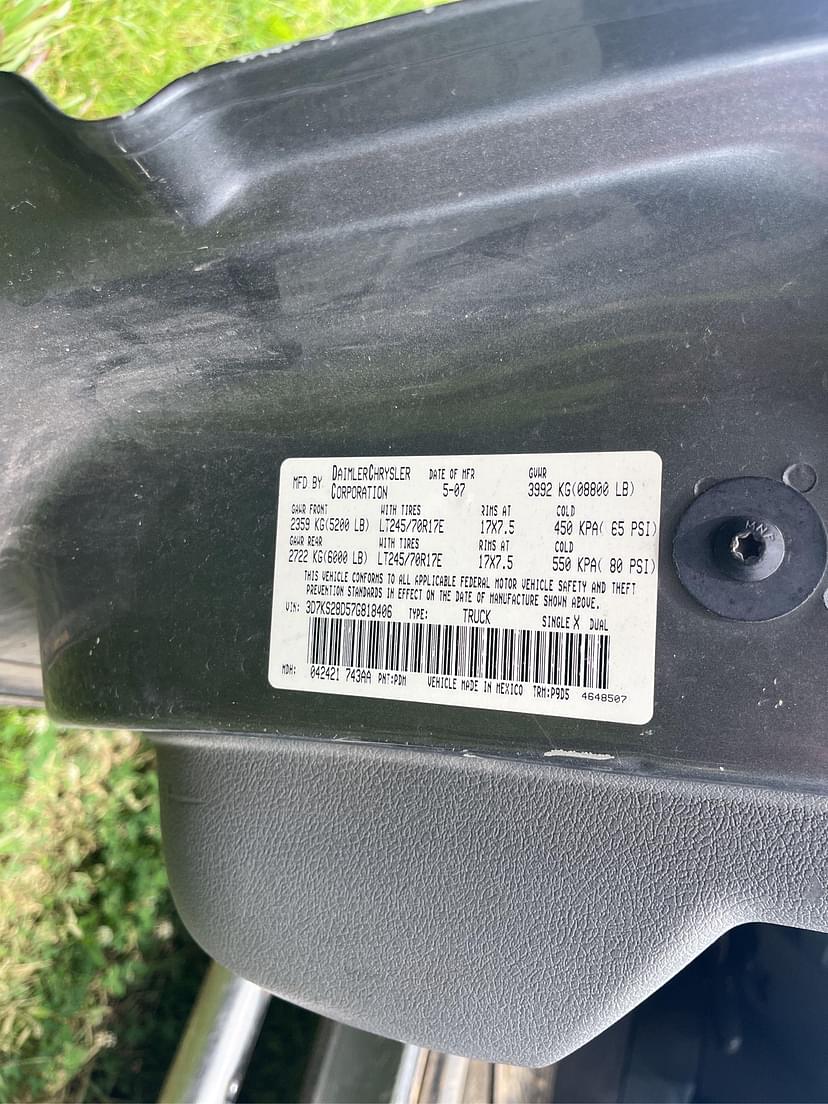 MFD BY DAIMLERCHRYSLER CORPORATION DATE OF MFR 5-07 GVWR 3992 KG(08800 LB)
GAWR FRONT WITH TIRES RIMS AT COLD
2359 KG(5200 LB) LT245/70R17E 17X7.5 450 KPA( 65 PSI)
GAWR REAR WITH TIRES RIMS AT COLD
2722 KG(6000 LB) LT245/70R17E 17X7.5 550 KPA( 80 PSI)
THIS VEHICLE CONFORMS TO ALL APPLICABLE FEDERAL MOTOR VEHICLE SAFETY AND THEFT
PREVENTION STANDARDS IN EFFECT ON THE DATE OF MANUFACTURE SHOWN ABOVE.
VIN: 3D7KS28D57G818406 TYPE: TRUCK SINGLE X DUAL
MDH: 042421 743AA PNT:PDM VEHICLE MADE IN MEXICO TRM:P9D5 4648507